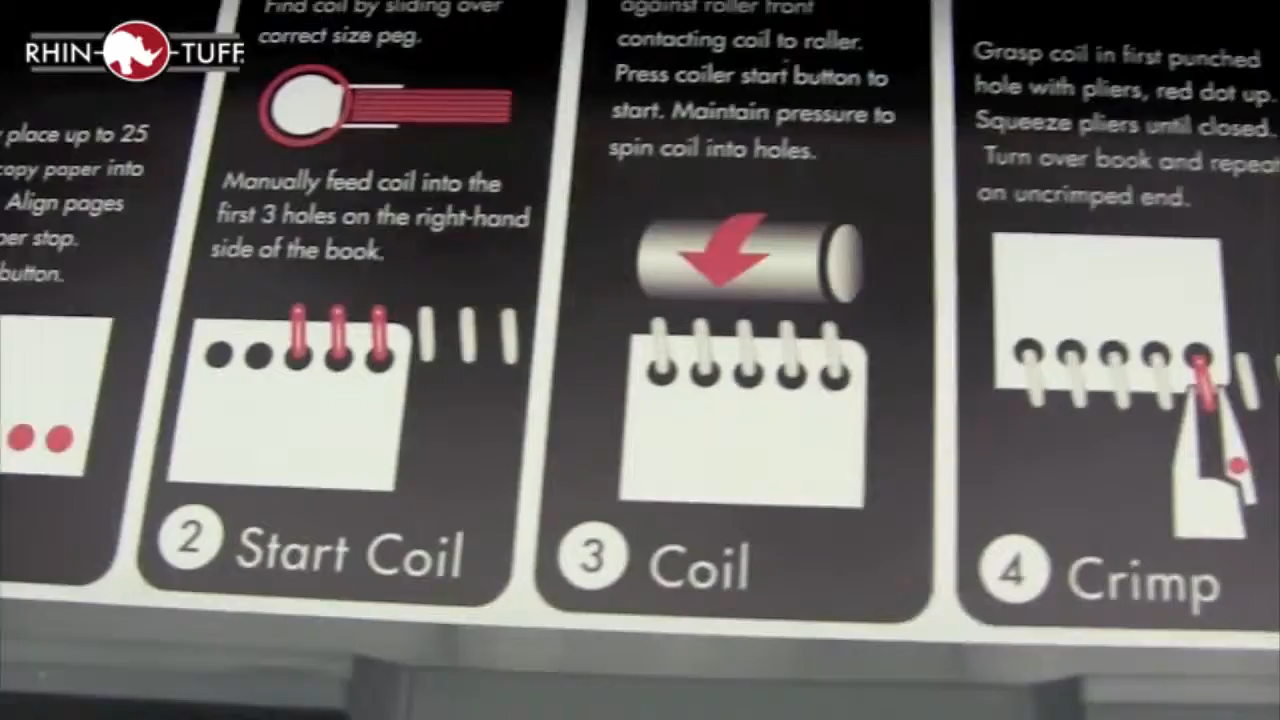 RHIN TUFF
place up to 25
copy paper into
Align pages
per stop.
button.
Find coil by sliding over
correct size peg.
Manually feed coil into the
first 3 holes on the right-hand
side of the book.
2 Start Coil
against roller front
contacting coil to roller.
Press coiler start button to
start. Maintain pressure to
spin coil into holes.
3 Coil
Grasp coil in first punched
hole with pliers, red dot up.
Squeeze pliers until closed.
Turn over book and repeat
on uncrimped end.
4 Crimp